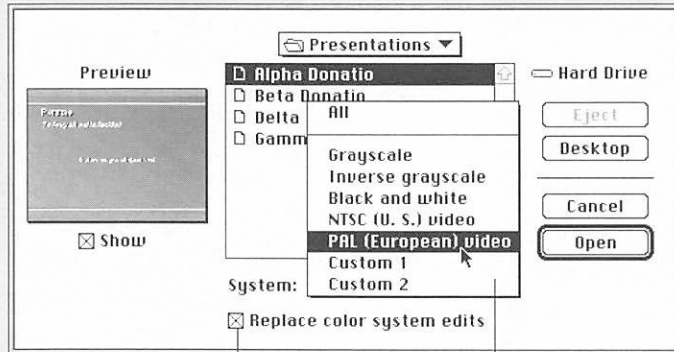 Presentations
Preview
Alpha Donatio
Hard Drive
Beta Donatio
Delta
Gamm
All
Eject
Desktop
Grayscale
Inverse grayscale
Black and white
NTSC (U. S.) video
PAL (European) video
Custom 1
Custom 2
Cancel
Open
Show
System:
Replace color system edits